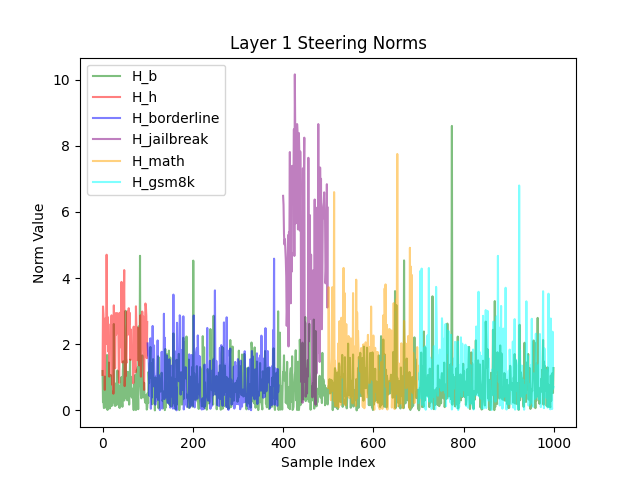 Layer 1 Steering Norms
H_b
H_h
H_borderline
H_jailbreak
H_math
H_gsm8k
Norm Value
10
8
6
4
2
0
0 200 400 600 800 1000
Sample Index